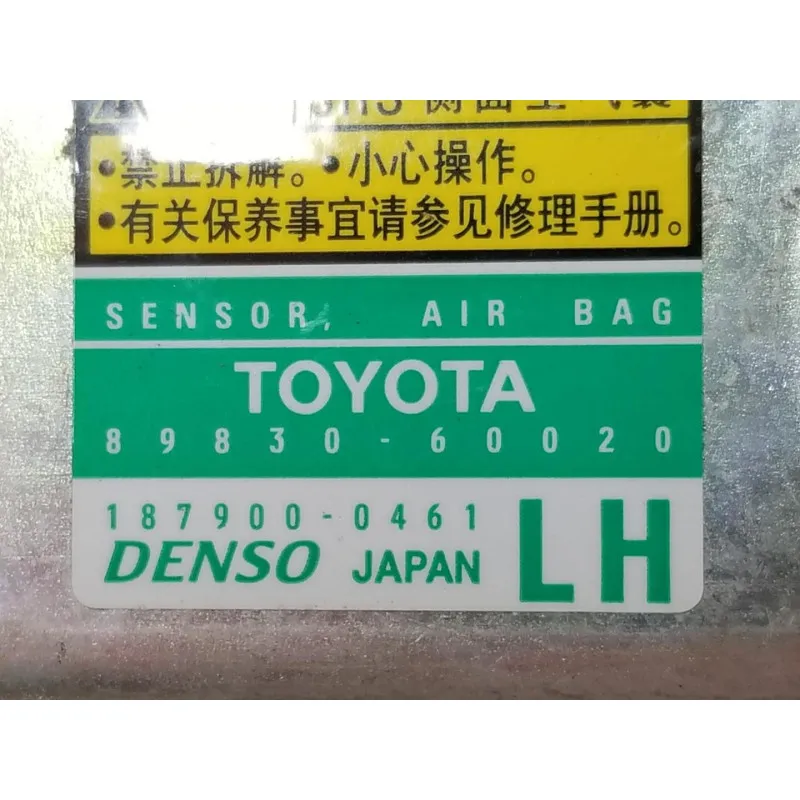 侧面空气囊
•禁止拆解。•小心操作。
•有关保养事宜请参见修理手册。
SENSOR, AIR BAG
TOYOTA
89830-60020
187900-0461
DENSO JAPAN LH